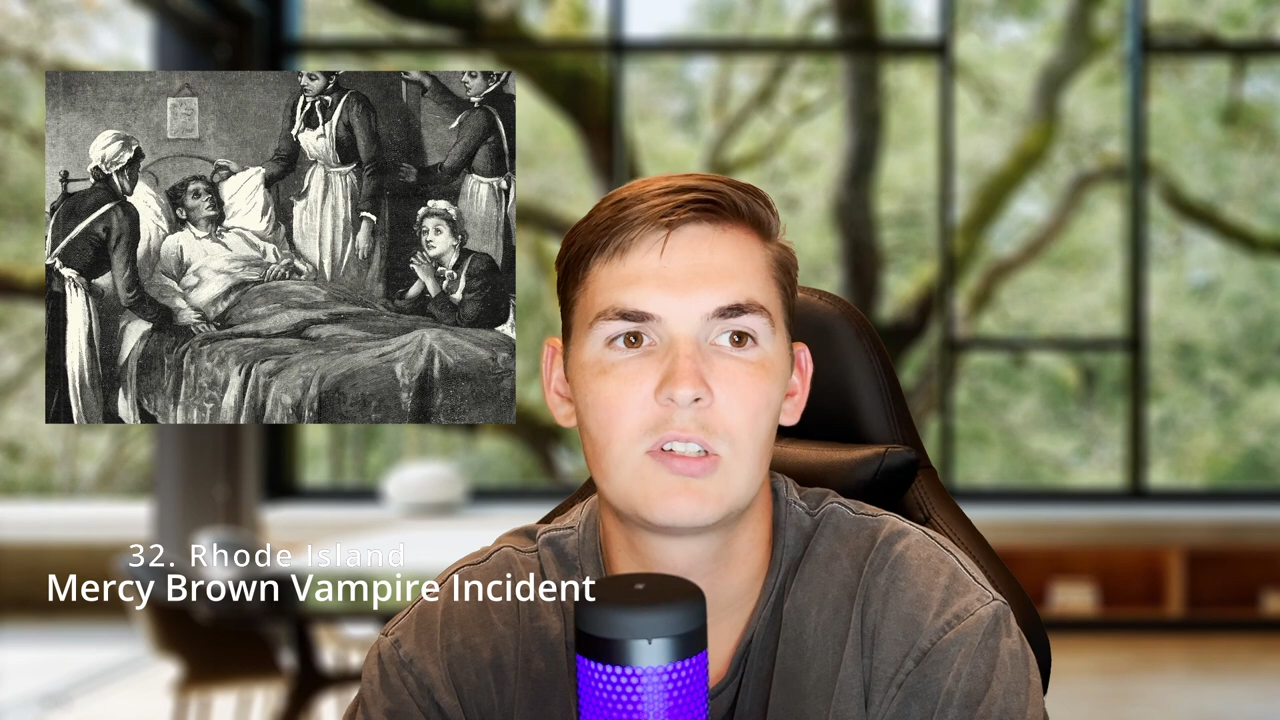 32. Rhode Island
Mercy Brown Vampire Incident